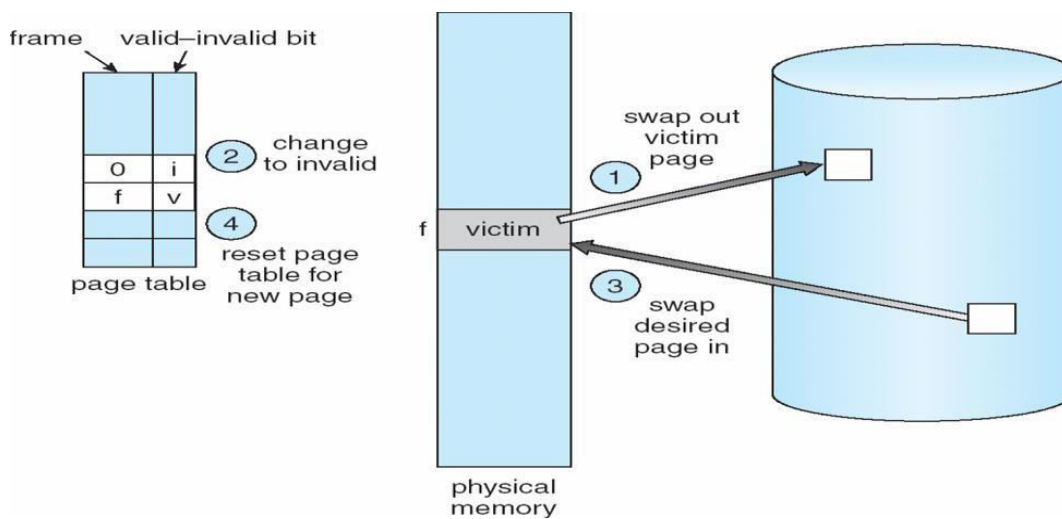 frame
valid–invalid bit
0
i
f
v
2
change
to invalid
4
reset page
table for
new page
page table
f
victim
physical
memory
1
swap out
victim
page
3
swap
desired
page in